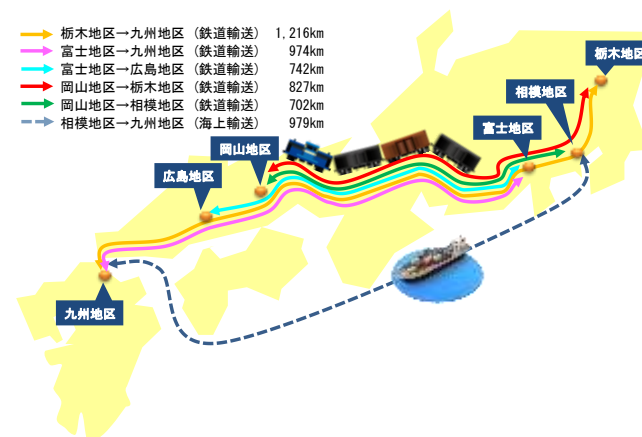 栃木地区→九州地区（鉄道輸送） 1,216km
富士地区→九州地区（鉄道輸送） 974km
富士地区→広島地区（鉄道輸送） 742km
岡山地区→栃木地区（鉄道輸送） 827km
岡山地区→相模地区（鉄道輸送） 702km
相模地区→九州地区（海上輸送） 979km
栃木地区
相模地区
富士地区
岡山地区
広島地区
九州地区